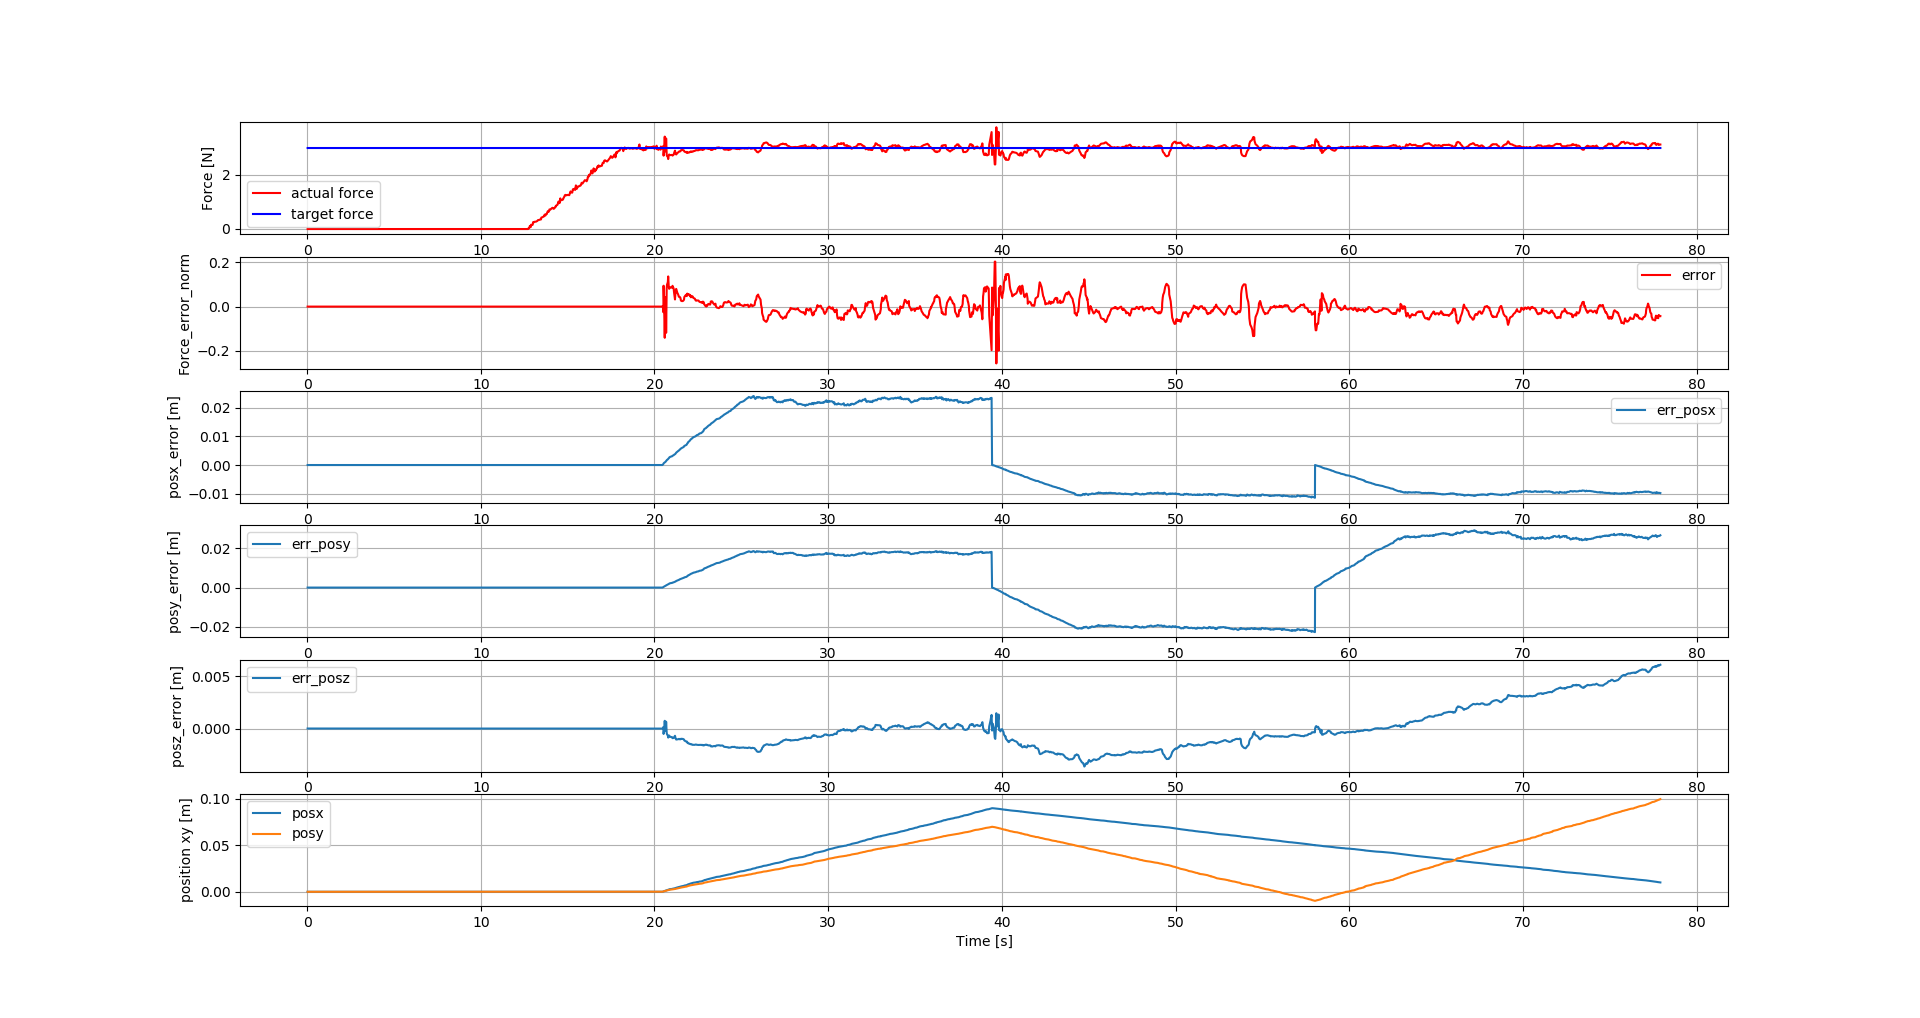 Force [N]
2
0
actual force
target force
0 10 20 30 40 50 60 70 80
Force_error_norm
0.2
0.0
−0.2
error
0 10 20 30 40 50 60 70 80
posx_error [m]
0.02
0.01
0.00
−0.01
err_posx
0 10 20 30 40 50 60 70 80
posy_error [m]
0.02
0.00
−0.02
err_posy
0 10 20 30 40 50 60 70 80
posz_error [m]
0.005
0.000
err_posz
0 10 20 30 40 50 60 70 80
position xy [m]
0.10
0.05
0.00
posx
posy
0 10 20 30 40 50 60 70 80
Time [s]